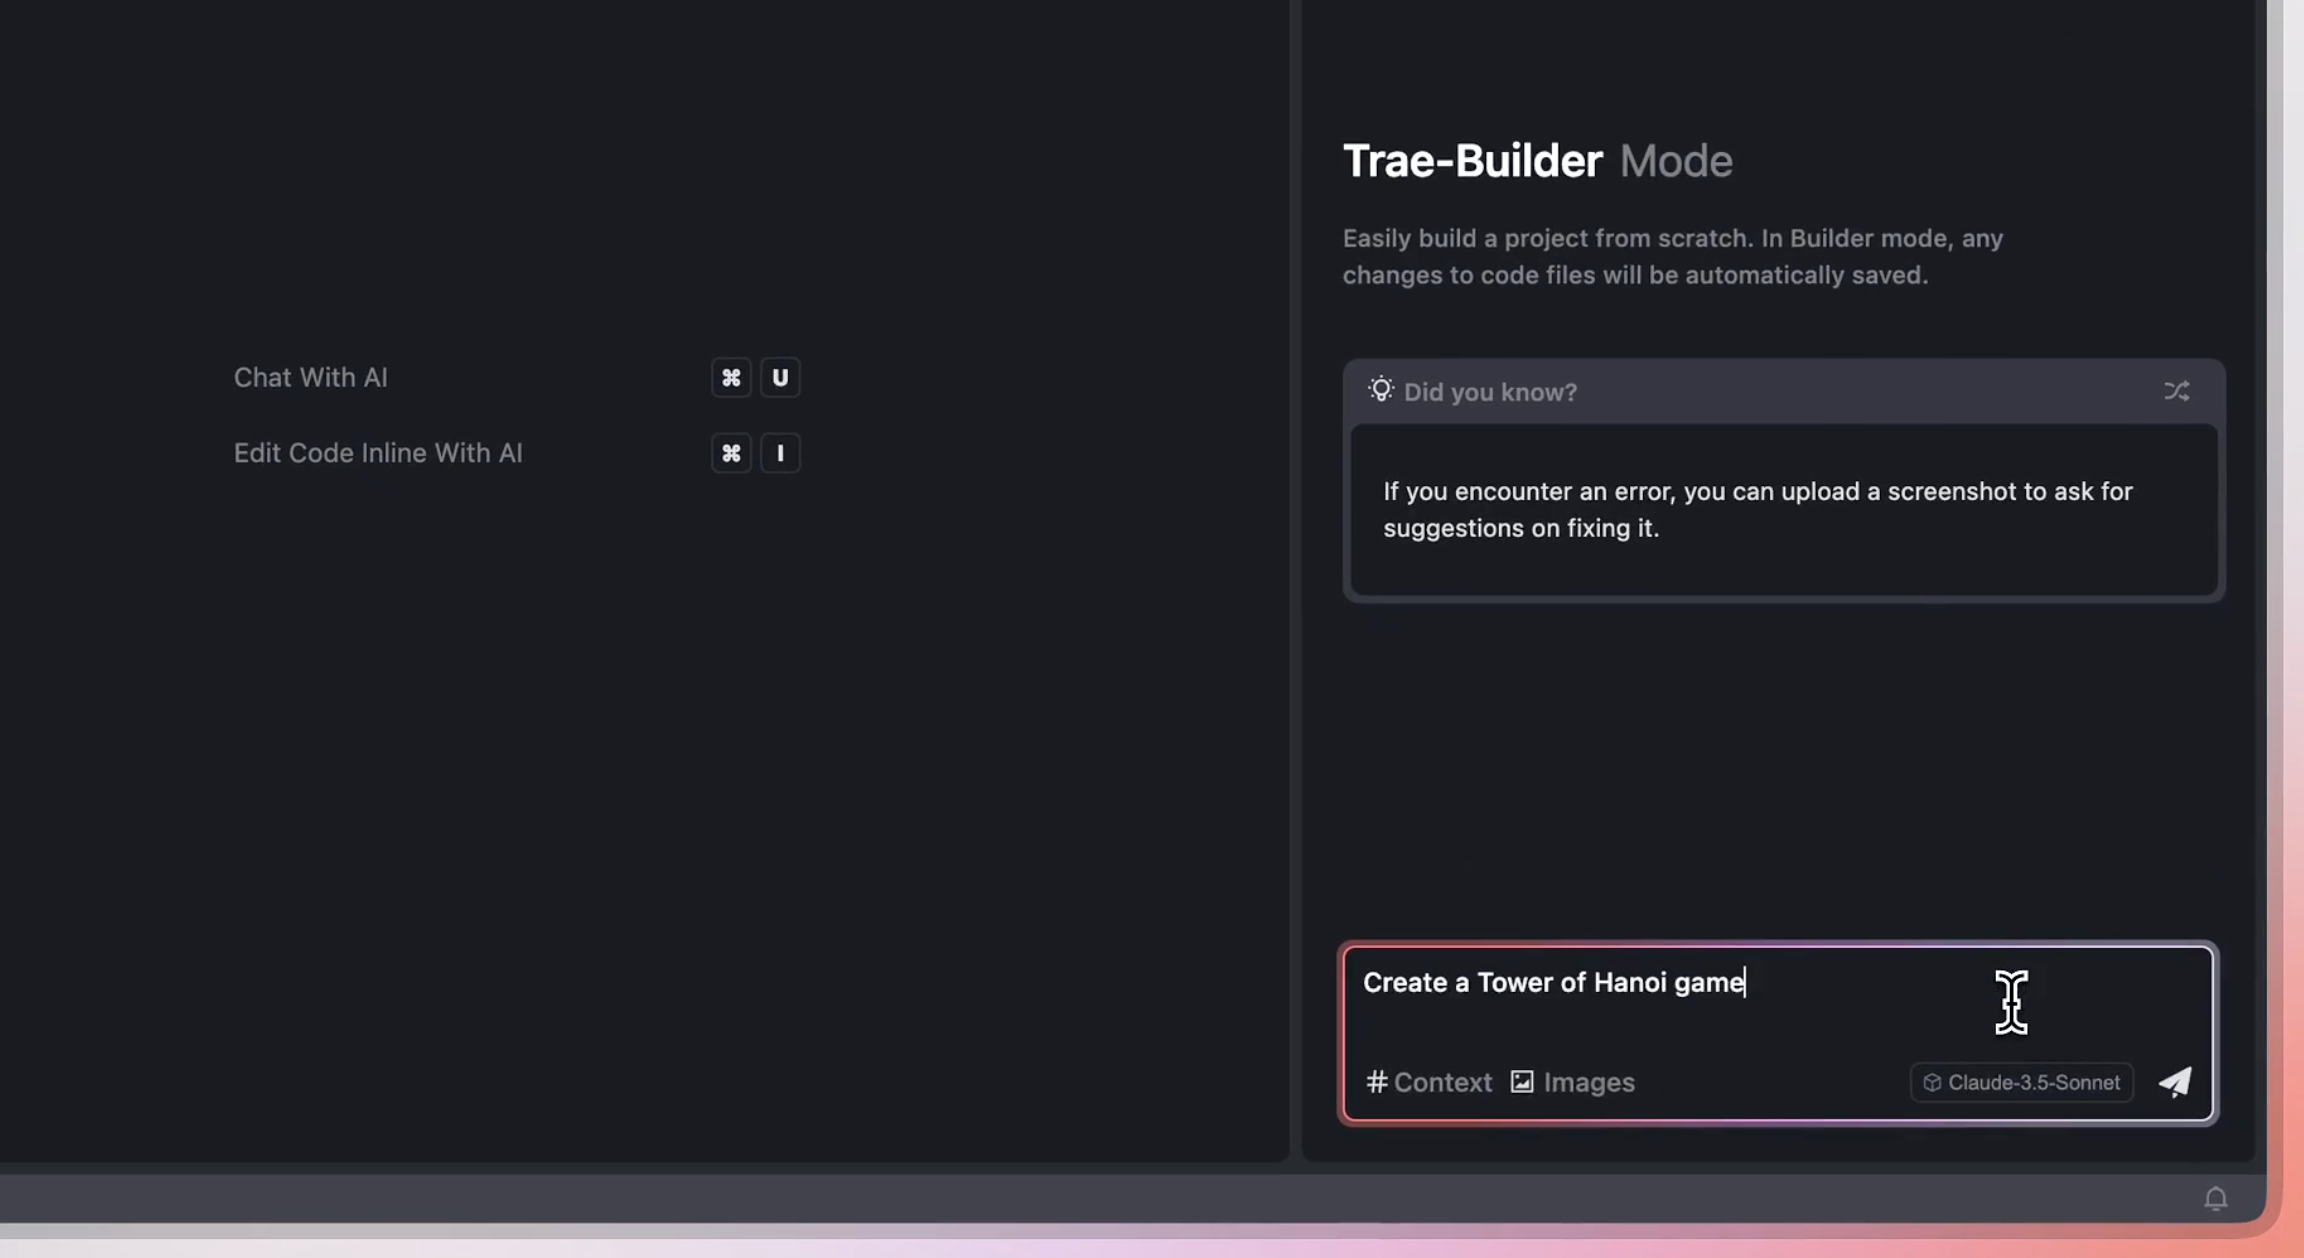 Chat With AI ⌘ U
Edit Code Inline With AI ⌘ I
Trae-Builder Mode
Easily build a project from scratch. In Builder mode, any
changes to code files will be automatically saved.
Did you know?
If you encounter an error, you can upload a screenshot to ask for
suggestions on fixing it.
Create a Tower of Hanoi game
# Context Images Claude-3.5-Sonnet